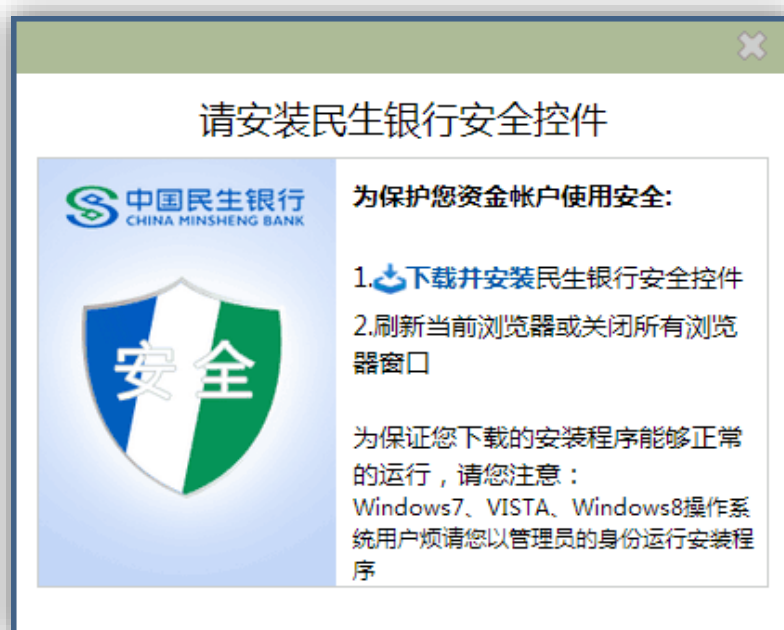 请安装民生银行安全控件
中国民生银行
CHINA MINSHENG BANK
安全
为保护您资金帐户使用安全:
1.下载并安装民生银行安全控件
2.刷新当前浏览器或关闭所有浏览
器窗口
为保证您下载的安装程序能够正常
的运行，请您注意：
Windows7、VISTA、Windows8操作系
统用户烦请您以管理员的身份运行安装程
序